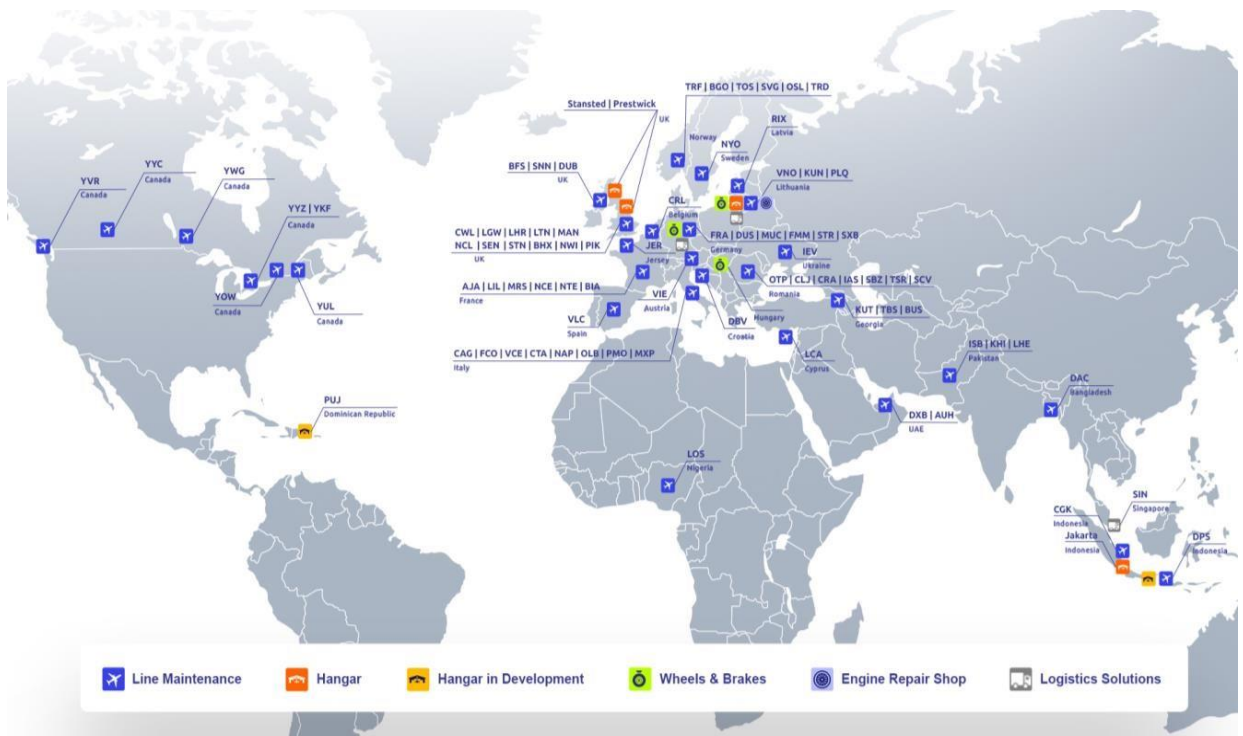 TRF | BGO | TOS | SVG | OSL | TRD
Norway
Stansted | Prestwick
UK
RIX
Latvia
NYO
Sweden
YYC
Canada
YWG
Canada
YVR
Canada
BFS | SNN | DUB
UK
VNO | KUN | PLQ
Lithuania
YYZ | YKF
Canada
CRL
Belgium
CWL | LGW | LHR | LTN | MAN
NCL | SEN | STN | BHX | NWI | PIK
UK
FRA | DUS | MUC | FMM | STR | SXB
Germany
JER
Jersey
IEV
Ukraine
AJA | LIL | MRS | NCE | NTE | BIA
France
OTP | CLJ | CRA | IAS | SBZ | TSR | SCV
Romania
YOW
Canada
YUL
Canada
VIE
Austria
KUT | TBS | BUS
Georgia
VLC
Spain
DBV
Croatia
Hungary
CAG | FCO | VCE | CTA | NAP | OLB | PMO | MXP
Italy
LCA
Cyprus
ISB | KHI | LHE
Pakistan
DAC
Bangladesh
PUJ
Dominican Republic
DXB | AUH
UAE
LOS
Nigeria
SIN
Singapore
CGK
Indonesia
Jakarta
Indonesia
DPS
Indonesia
Line Maintenance
Hangar
Hangar in Development
Wheels & Brakes
Engine Repair Shop
Logistics Solutions